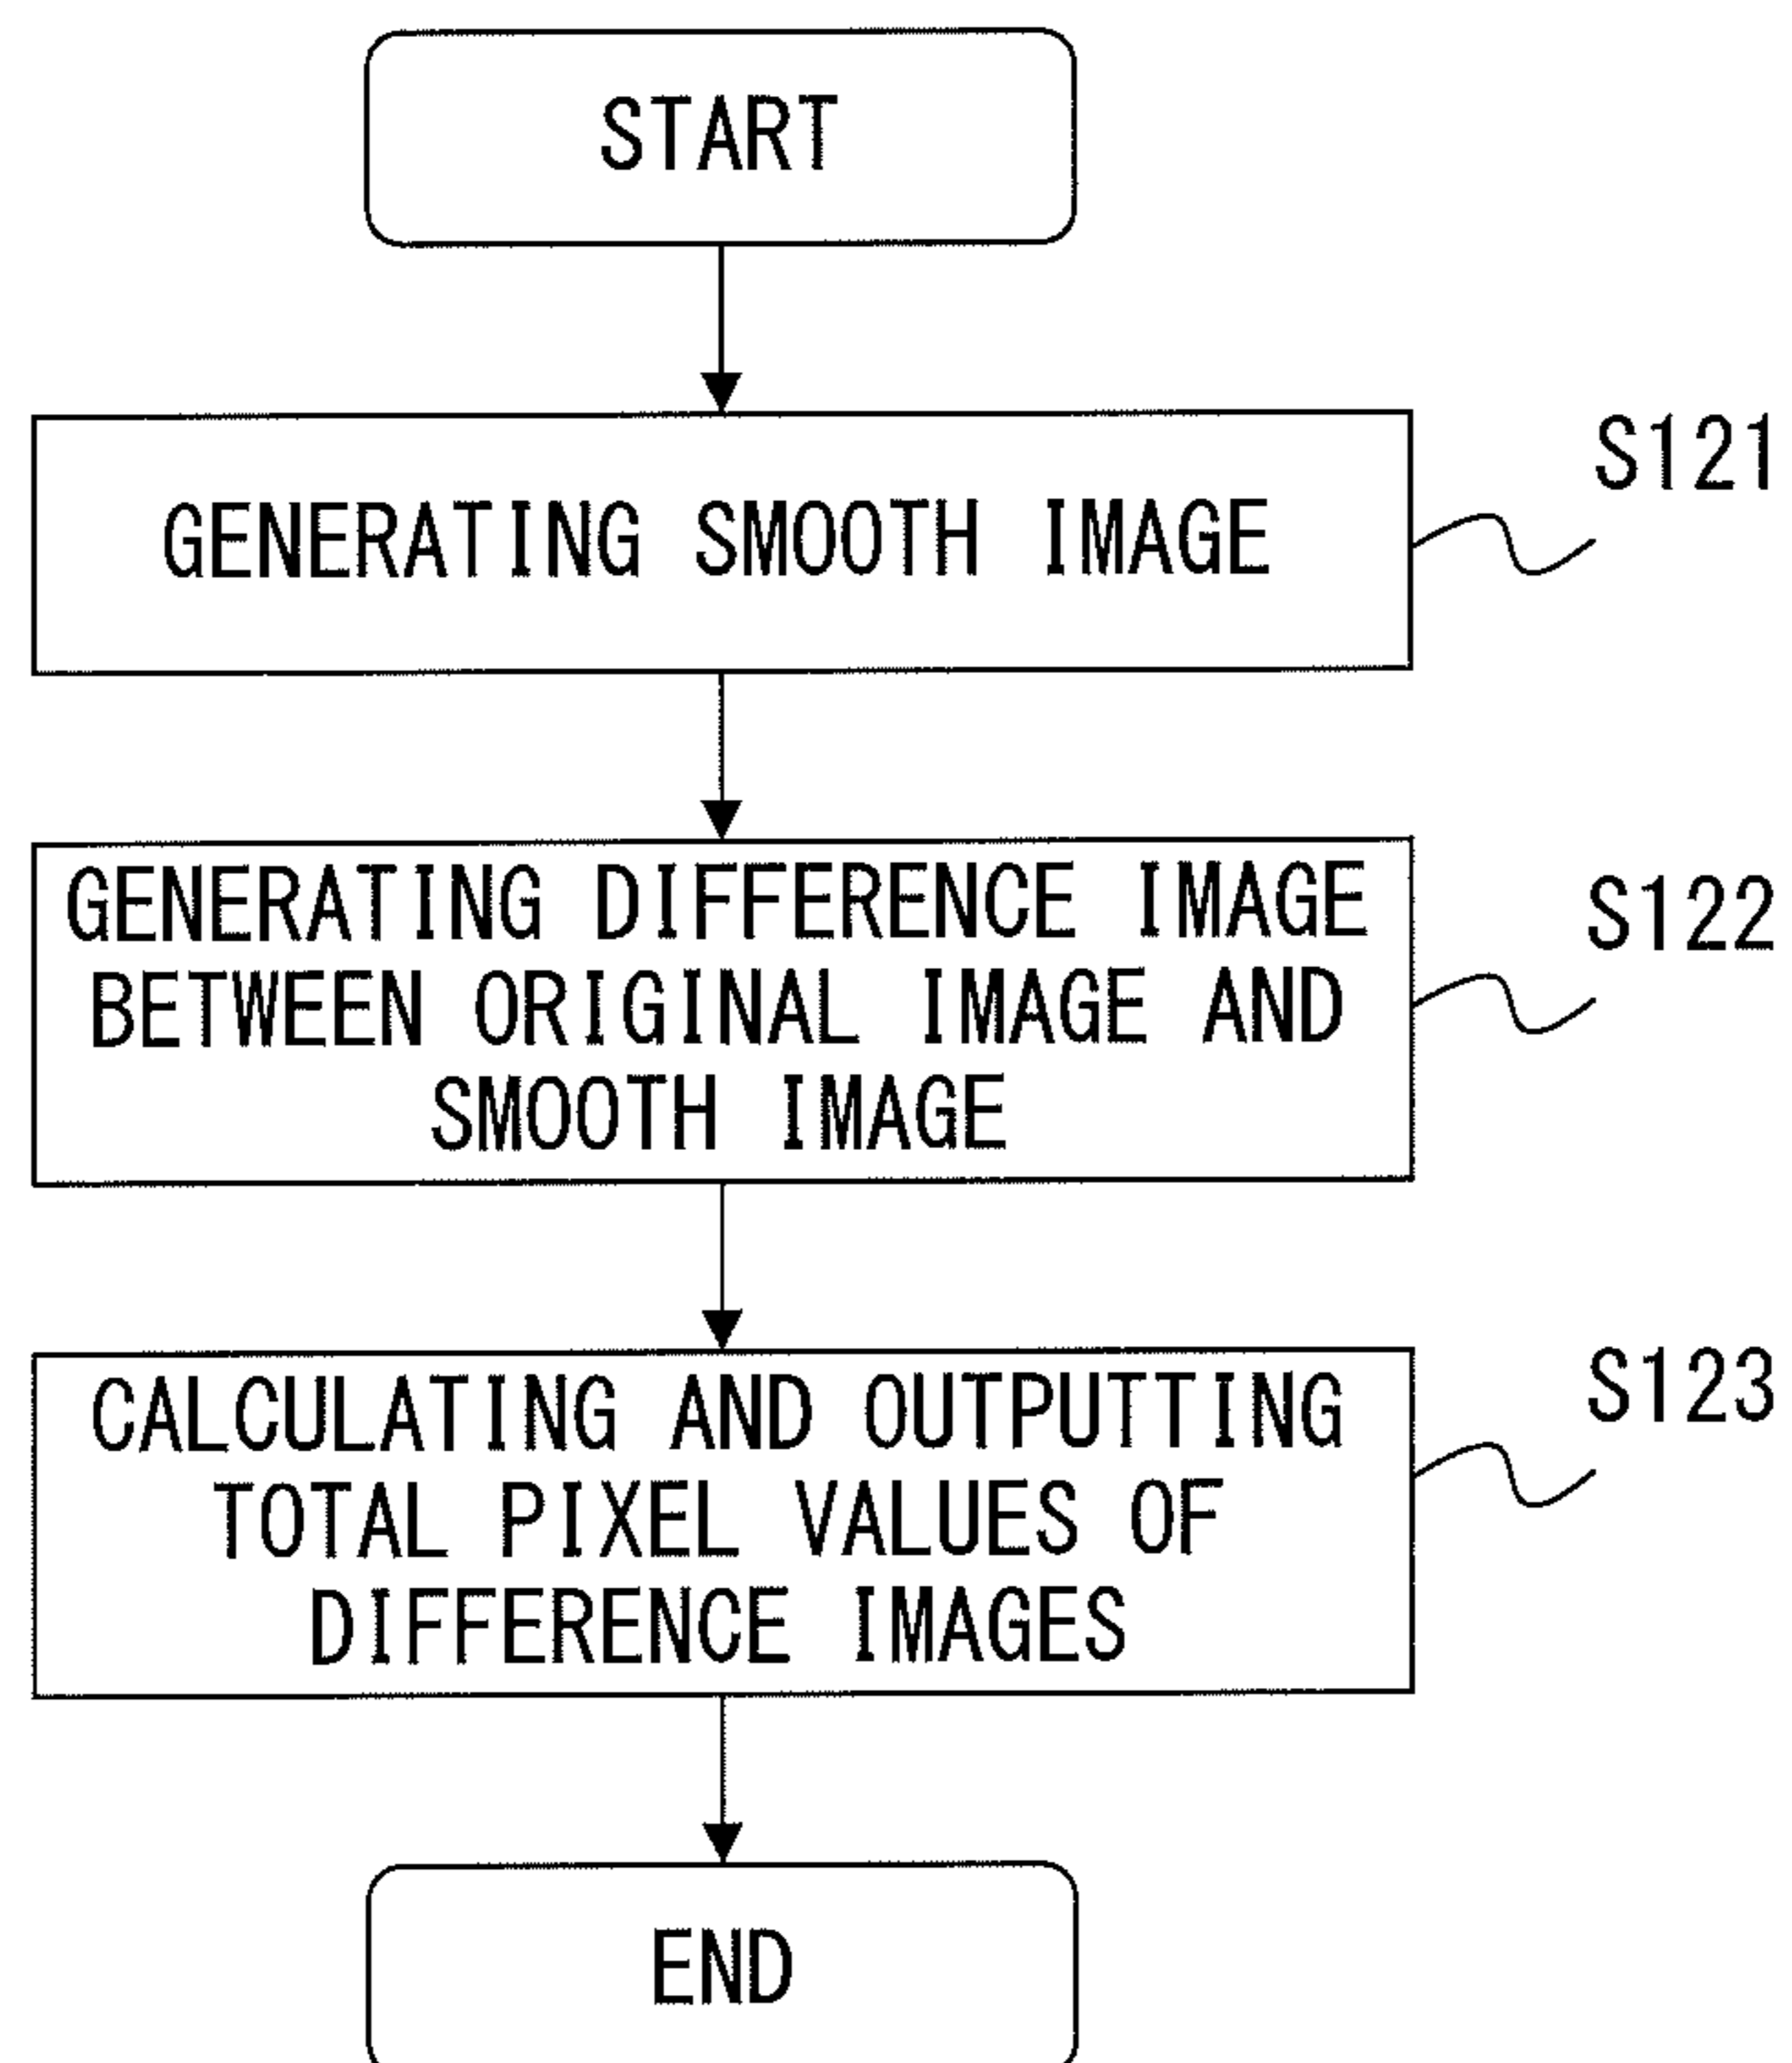 START
S121
GENERATING SMOOTH IMAGE
S122
GENERATING DIFFERENCE IMAGE
BETWEEN ORIGINAL IMAGE AND
SMOOTH IMAGE
S123
CALCULATING AND OUTPUTTING
TOTAL PIXEL VALUES OF
DIFFERENCE IMAGES
END